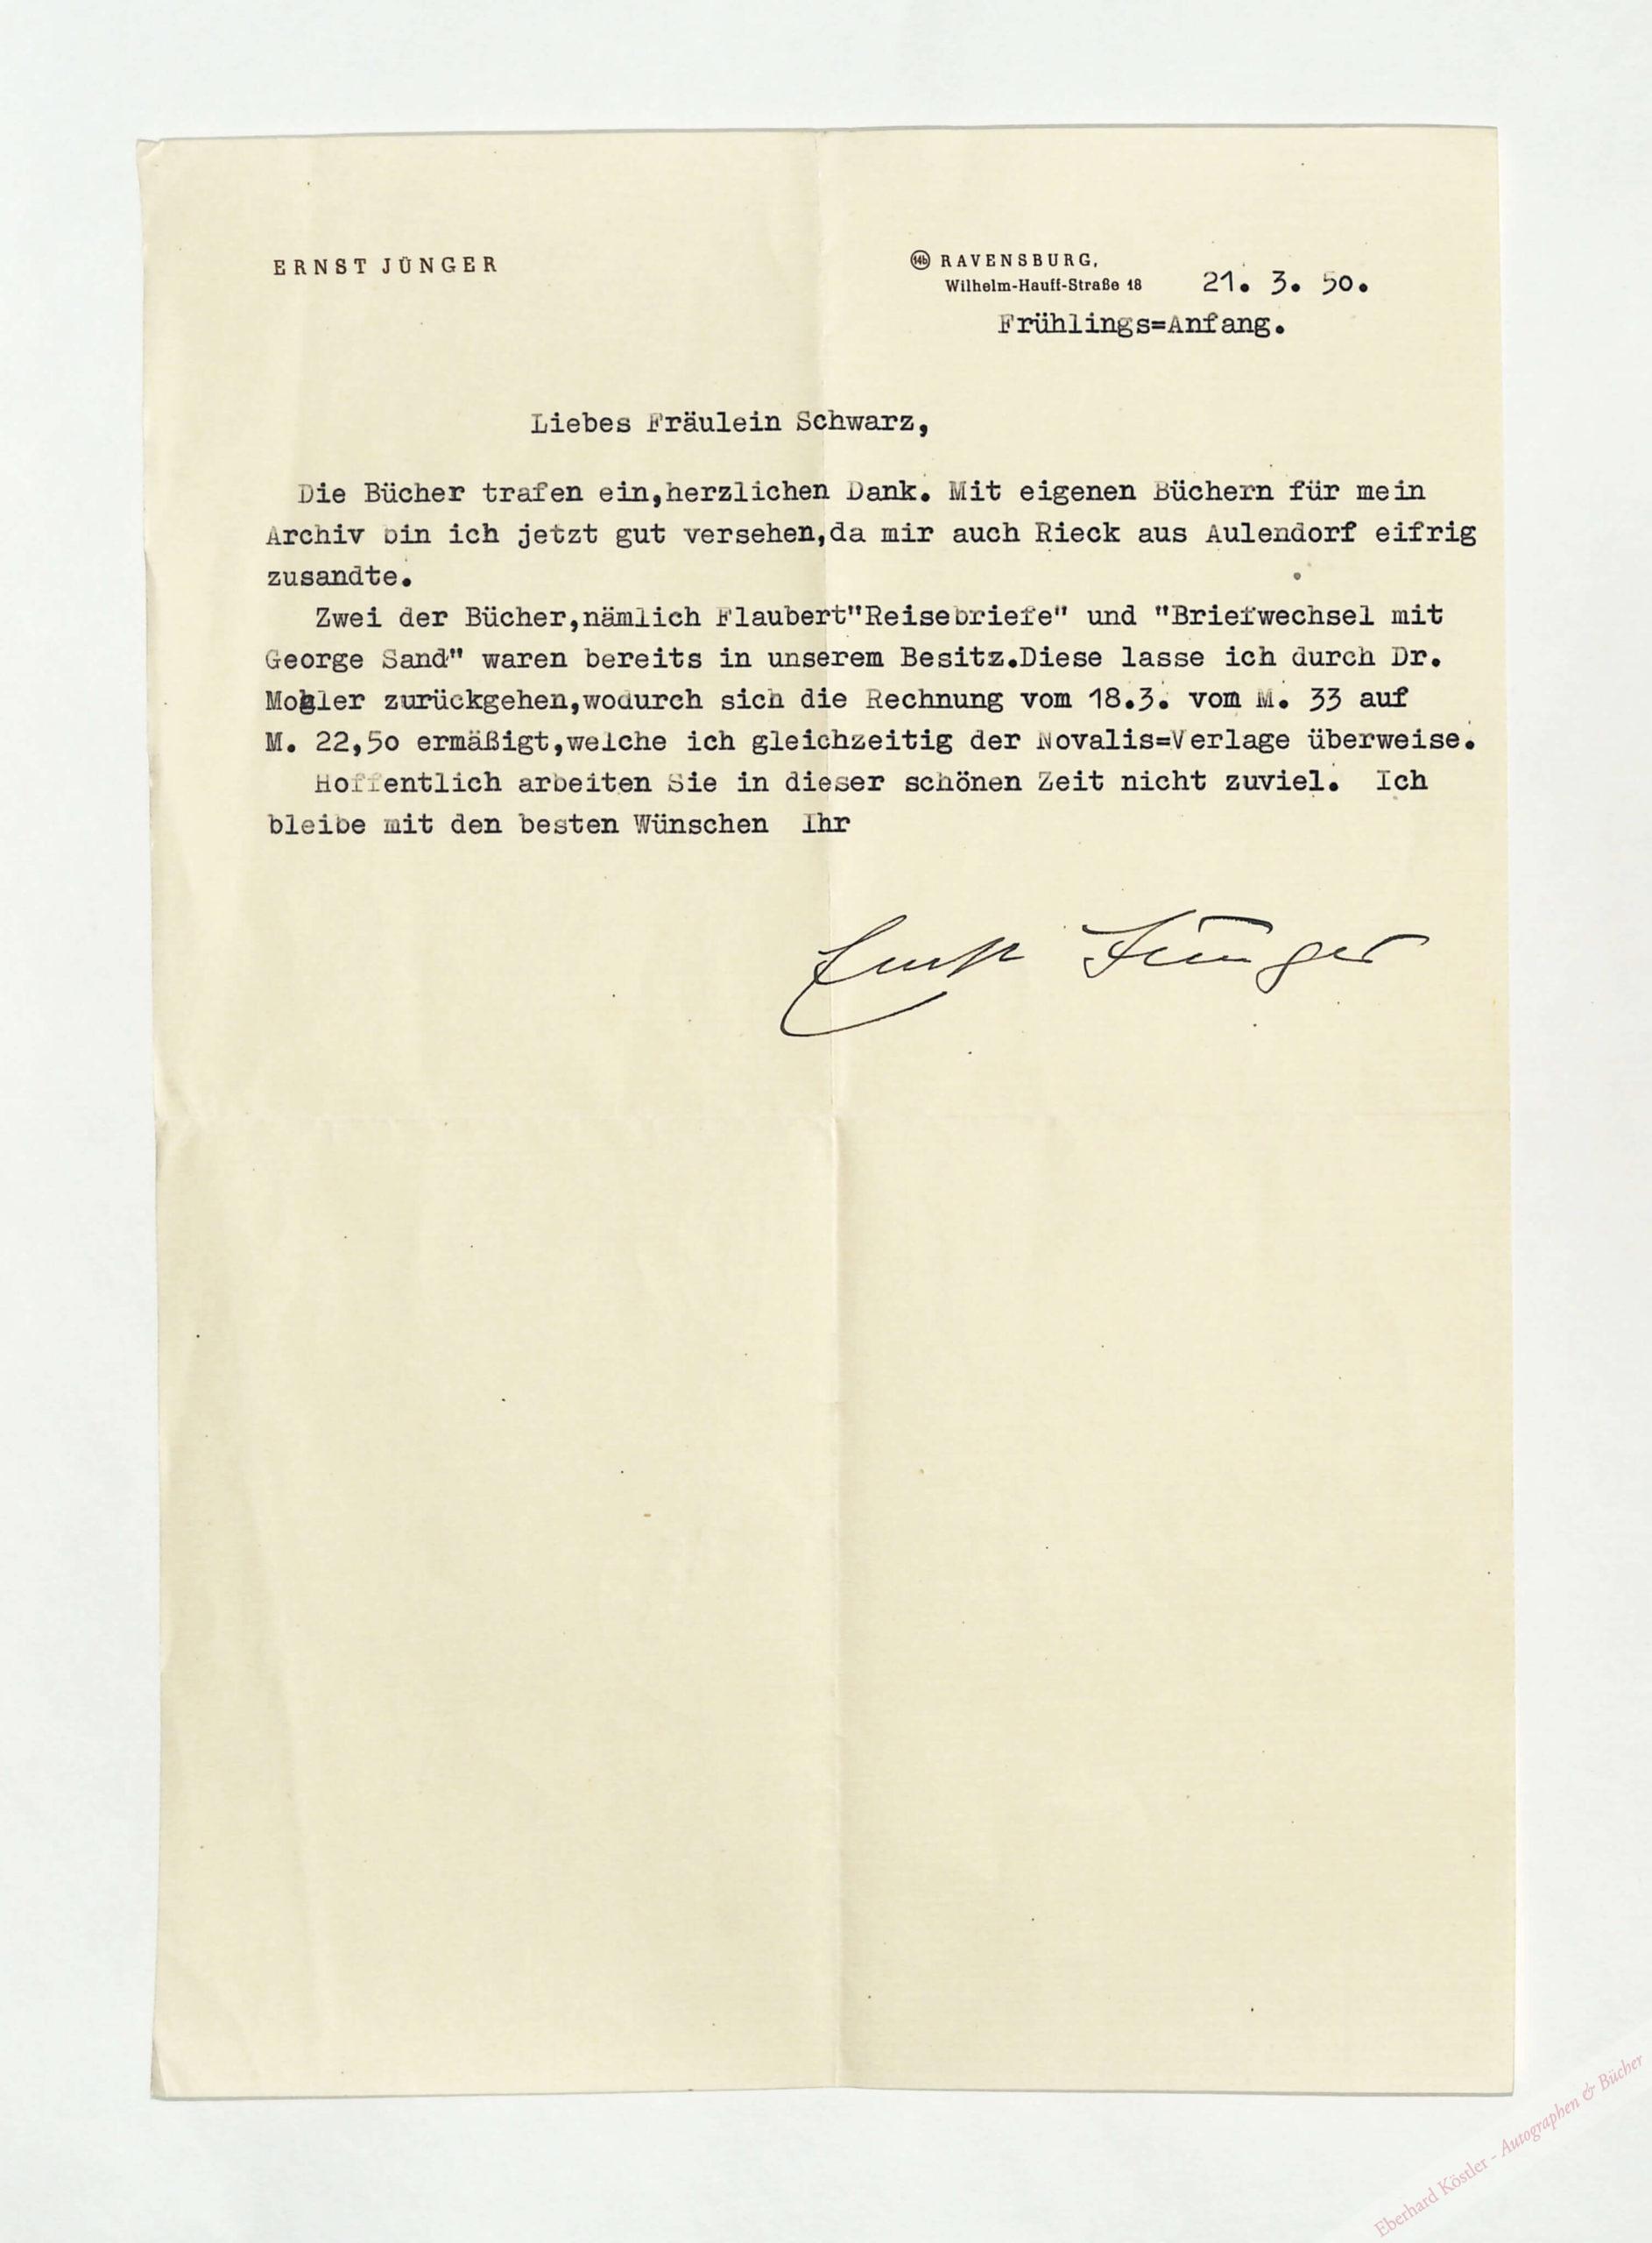 ERNST JÜNGER
14b RAVENSBURG,
Wilhelm-Hauff-Straße 18 21. 3. 50.
Frühlings=Anfang.
Liebes Fräulein Schwarz,
Die Bücher trafen ein,herzlichen Dank. Mit eigenen Büchern für mein
Archiv bin ich jetzt gut versehen,da mir auch Rieck aus Aulendorf eifrig
zusandte.
Zwei der Bücher,nämlich Flaubert"Reisebriefe" und "Briefwechsel mit
George Sand" waren bereits in unserem Besitz.Diese lasse ich durch Dr.
Mohler zurückgehen,wodurch sich die Rechnung vom 18.3. vom M. 33 auf
M. 22,50 ermäßigt,welche ich gleichzeitig der Novalis=Verlage überweise.
Hoffentlich arbeiten Sie in dieser schönen Zeit nicht zuviel. Ich
bleibe mit den besten Wünschen Ihr
Ernst Jünger
Eberhard Köstler - Autographen & Bücher